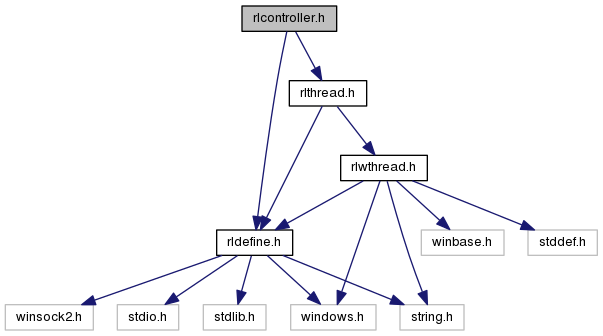 rlcontroller.h
rlthread.h
rlwthread.h
rldefine.h
winbase.h
stddef.h
winsock2.h
stdio.h
stdlib.h
windows.h
string.h